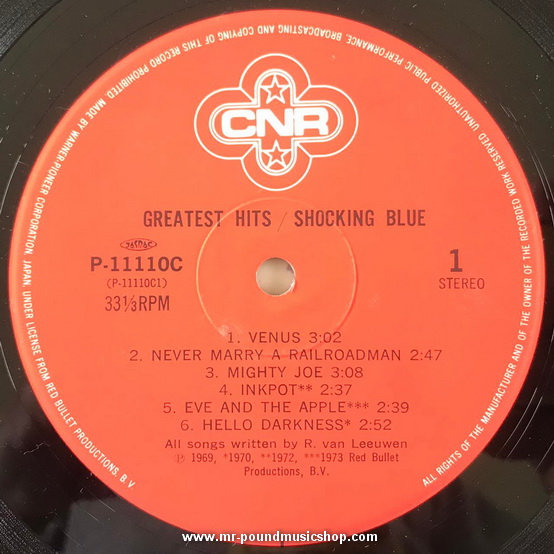 CNR
GREATEST HITS / SHOCKING BLUE
JASRAC
P-11110C
(P-11110C1)
33⅓RPM
1
STEREO
1. VENUS 3:02
2. NEVER MARRY A RAILROADMAN 2:47
3. MIGHTY JOE 3:08
4. INKPOT** 2:37
5. EVE AND THE APPLE*** 2:39
6. HELLO DARKNESS* 2:52
All songs written by R. van Leeuwen
Ⓟ 1969, *1970, **1972, ***1973 Red Bullet
Productions, B.V.
ALL RIGHTS OF THE MANUFACTURER AND OF THE OWNER OF THE RECORDED WORK RESERVED. UNAUTHORIZED PUBLIC PERFORMANCE, BROADCASTING AND COPYING OF THIS RECORD PROHIBITED. MADE BY WARNER-PIONEER CORPORATION, JAPAN. UNDER LICENSE FROM RED BULLET PRODUCTIONS, B V
www.mr-poundmusicshop.com